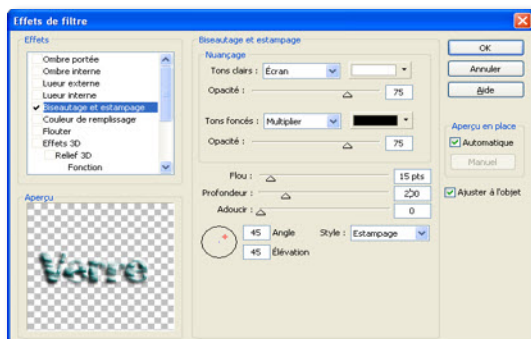 Effets de filtre
Effets
Ombre portée
Ombre interne
Lueur externe
Lueur interne
Biseautage et estampage
Couleur de remplissage
Flouter
Effets 3D
Relief 3D
Fonction
Aperçu
Verre
Biseautage et estampage
Nuançage
Tons clairs : Écran
Opacité : 75
Tons foncés : Multiplier
Opacité : 75
Flou : 15 pts
Profondeur : 200
Adoucir : 0
45 Angle Style : Estampage
45 Élévation
OK
Annuler
Aide
Aperçu en place
Automatique
Manuel
Ajuster à l'objet